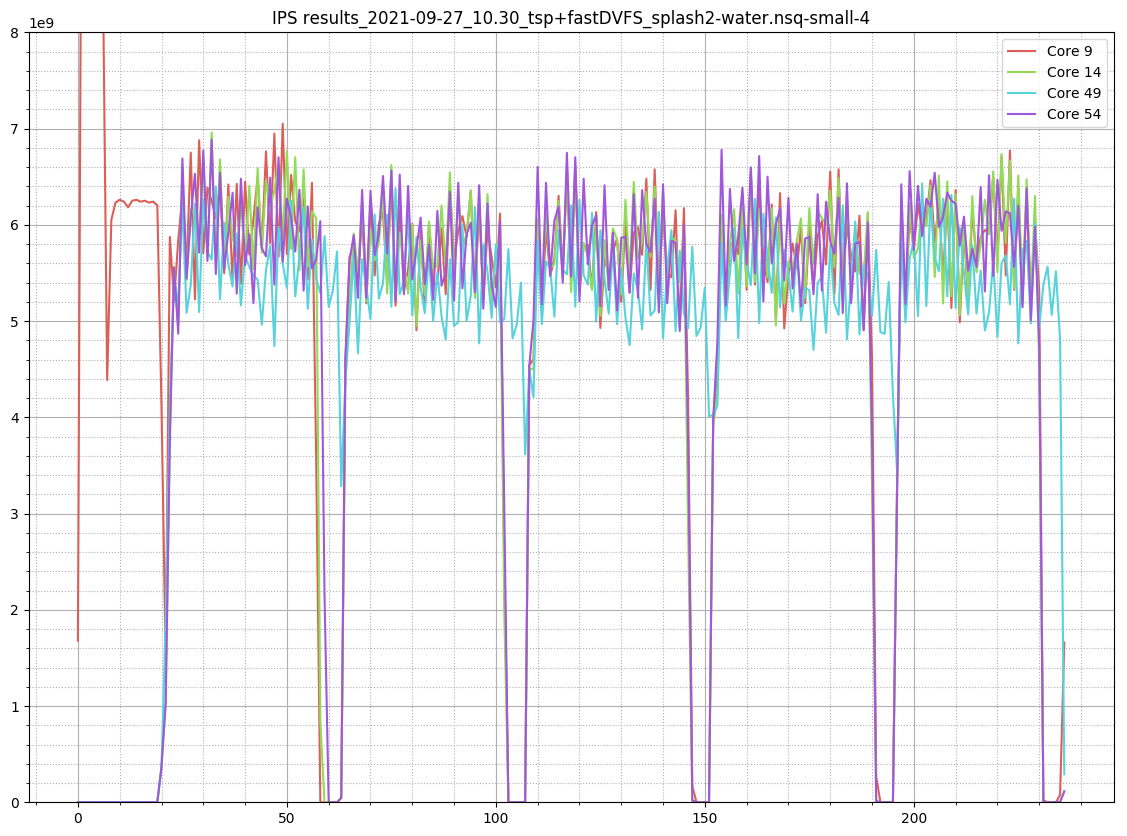 IPS results_2021-09-27_10.30_tsp+fastDVFS_splash2-water.nsq-small-4
1e9
8
7
6
5
4
3
2
1
0
0 50 100 150 200
Core 9
Core 14
Core 49
Core 54